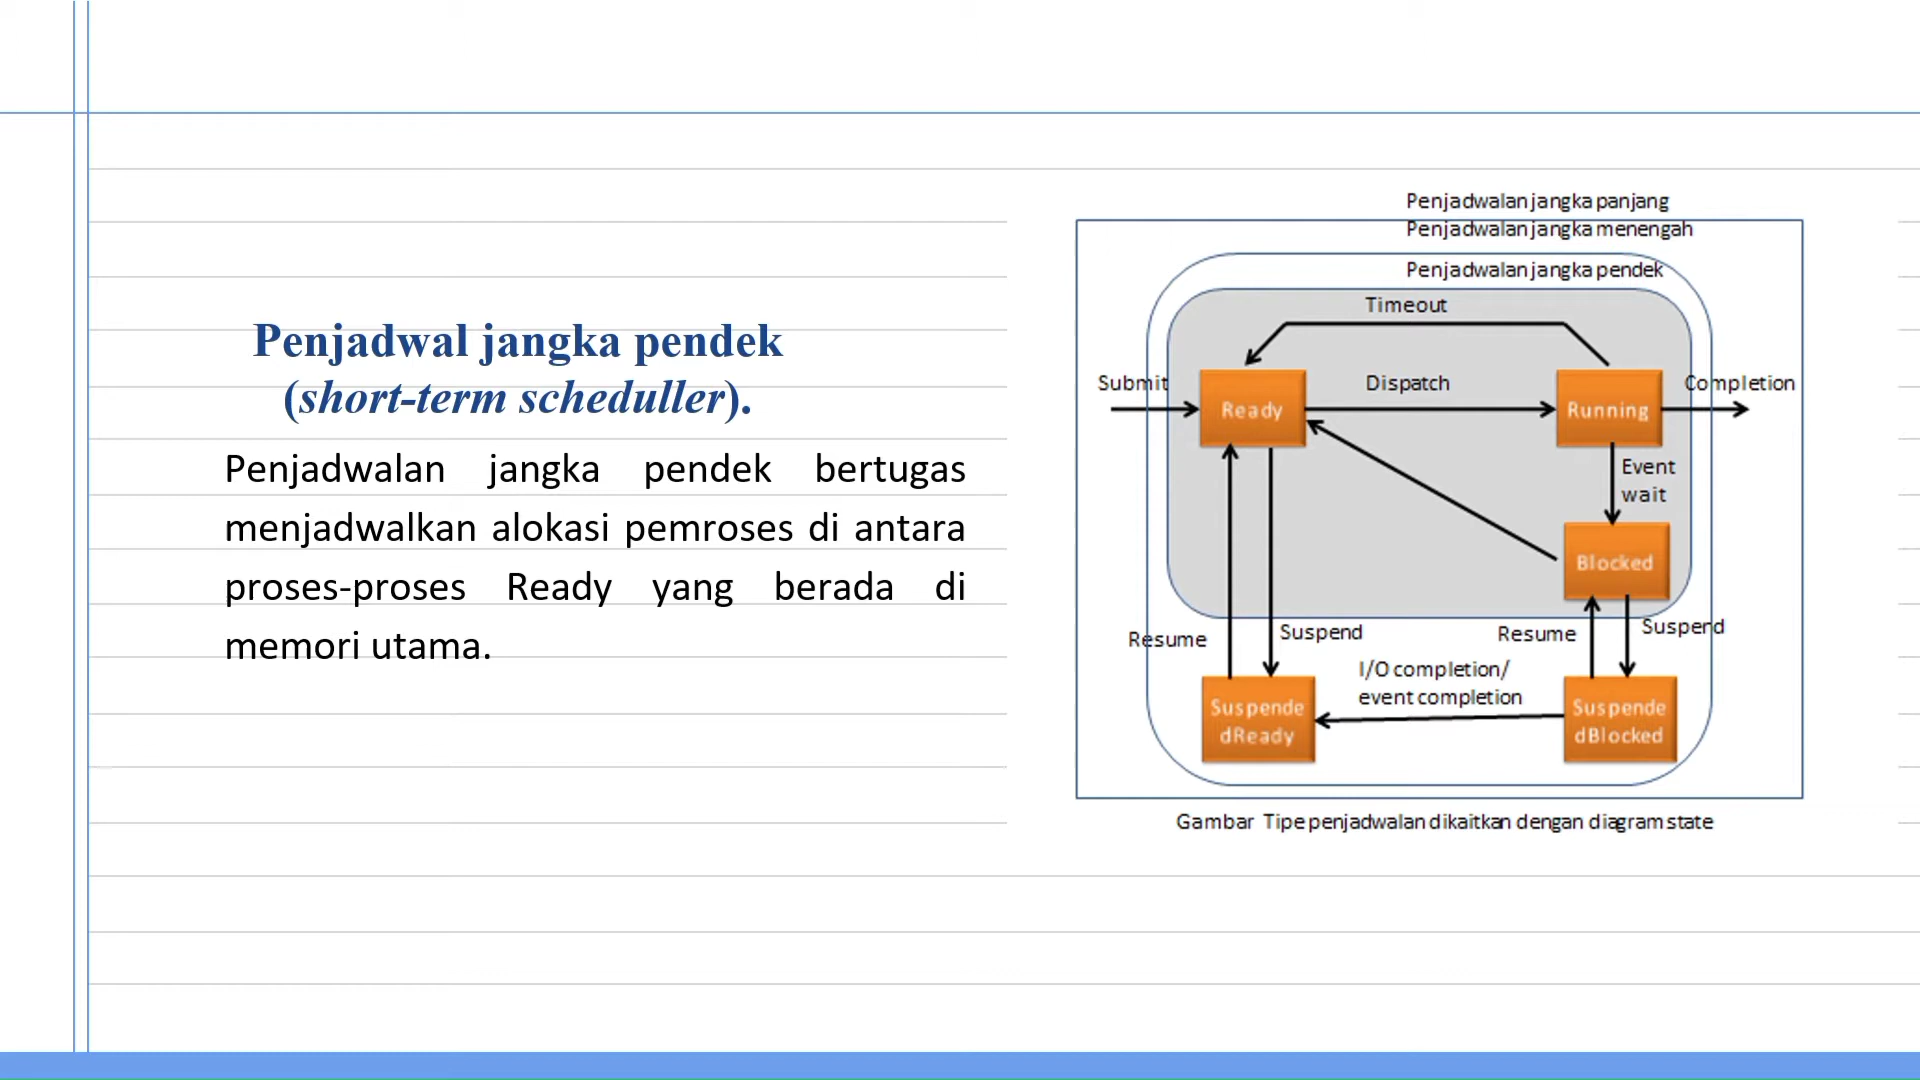 Penjadwal jangka pendek
(short-term scheduller).
Penjadwalan jangka pendek bertugas
menjadwalkan alokasi pemroses di antara
proses-proses Ready yang berada di
memori utama.
Penjadwalan jangka panjang
Penjadwalan jangka menengah
Penjadwalan jangka pendek
Timeout
Submit
Dispatch
Completion
Ready
Running
Event
wait
Blocked
Resume
Suspend
Resume
Suspend
I/O completion/
event completion
Suspende
dReady
Suspende
dBlocked
Gambar Tipe penjadwalan dikaitkan dengan diagram state